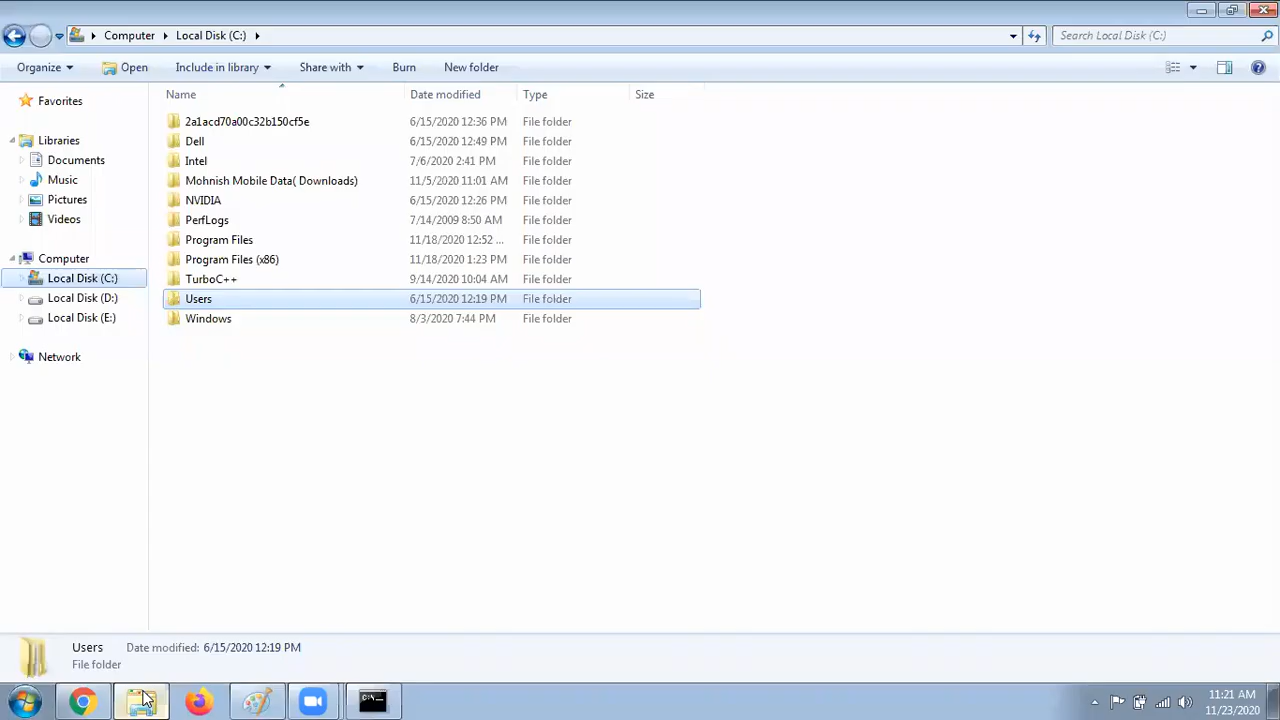 Computer Local Disk (C:) Search Local Disk (C:)
Organize Open Include in library Share with Burn New folder
Name Date modified Type Size
Favorites
Libraries
Documents
Music
Pictures
Videos
Computer
Local Disk (C:)
Local Disk (D:)
Local Disk (E:)
Network
2a1acd70a00c32b150cf5e 6/15/2020 12:36 PM File folder
Dell 6/15/2020 12:49 PM File folder
Intel 7/6/2020 2:41 PM File folder
Mohnish Mobile Data( Downloads) 11/5/2020 11:01 AM File folder
NVIDIA 6/15/2020 12:26 PM File folder
PerfLogs 7/14/2009 8:50 AM File folder
Program Files 11/18/2020 12:52 ... File folder
Program Files (x86) 11/18/2020 1:23 PM File folder
TurboC++ 9/14/2020 10:04 AM File folder
Users 6/15/2020 12:19 PM File folder
Windows 8/3/2020 7:44 PM File folder
Users Date modified: 6/15/2020 12:19 PM
File folder
11:21 AM
11/23/2020